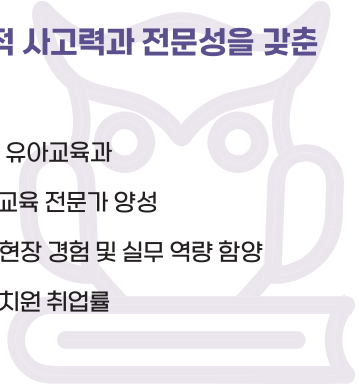 적 사고력과 전문성을 갖춘
유아교육과
교육 전문가 양성
현장 경험 및 실무 역량 함양
치원 취업률